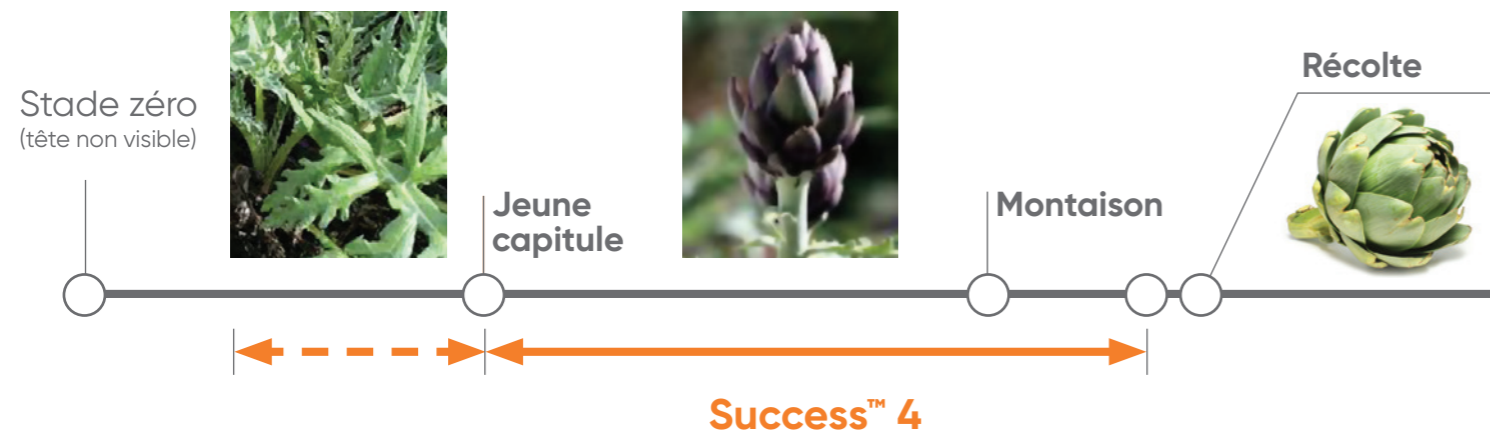 Stade zéro
(tête non visible)
Jeune
capitule
Montaison
Récolte
Success™ 4